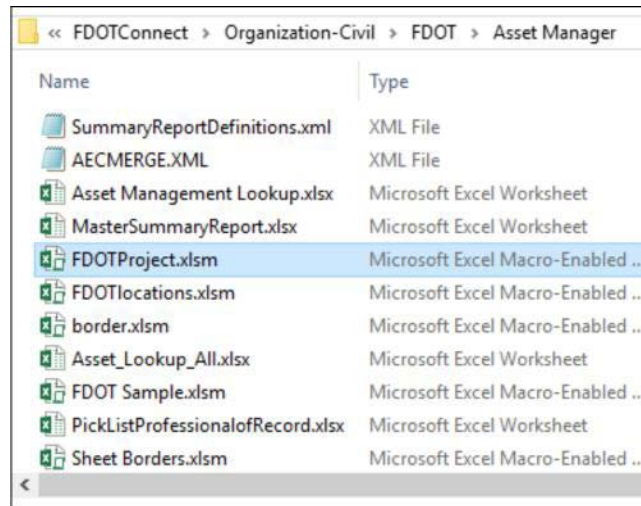 « FDOTConnect > Organization-Civil > FDOT > Asset Manager
Name Type
SummaryReportDefinitions.xml XML File
AECMERGE.XML XML File
Asset Management Lookup.xlsx Microsoft Excel Worksheet
MasterSummaryReport.xlsx Microsoft Excel Worksheet
FDOTProject.xlsm Microsoft Excel Macro-Enabled ...
FDOTlocations.xlsm Microsoft Excel Macro-Enabled ...
border.xlsm Microsoft Excel Macro-Enabled ...
Asset_Lookup_All.xlsx Microsoft Excel Worksheet
FDOT Sample.xlsm Microsoft Excel Macro-Enabled ...
PickListProfessionalofRecord.xlsx Microsoft Excel Worksheet
Sheet Borders.xlsm Microsoft Excel Macro-Enabled ...